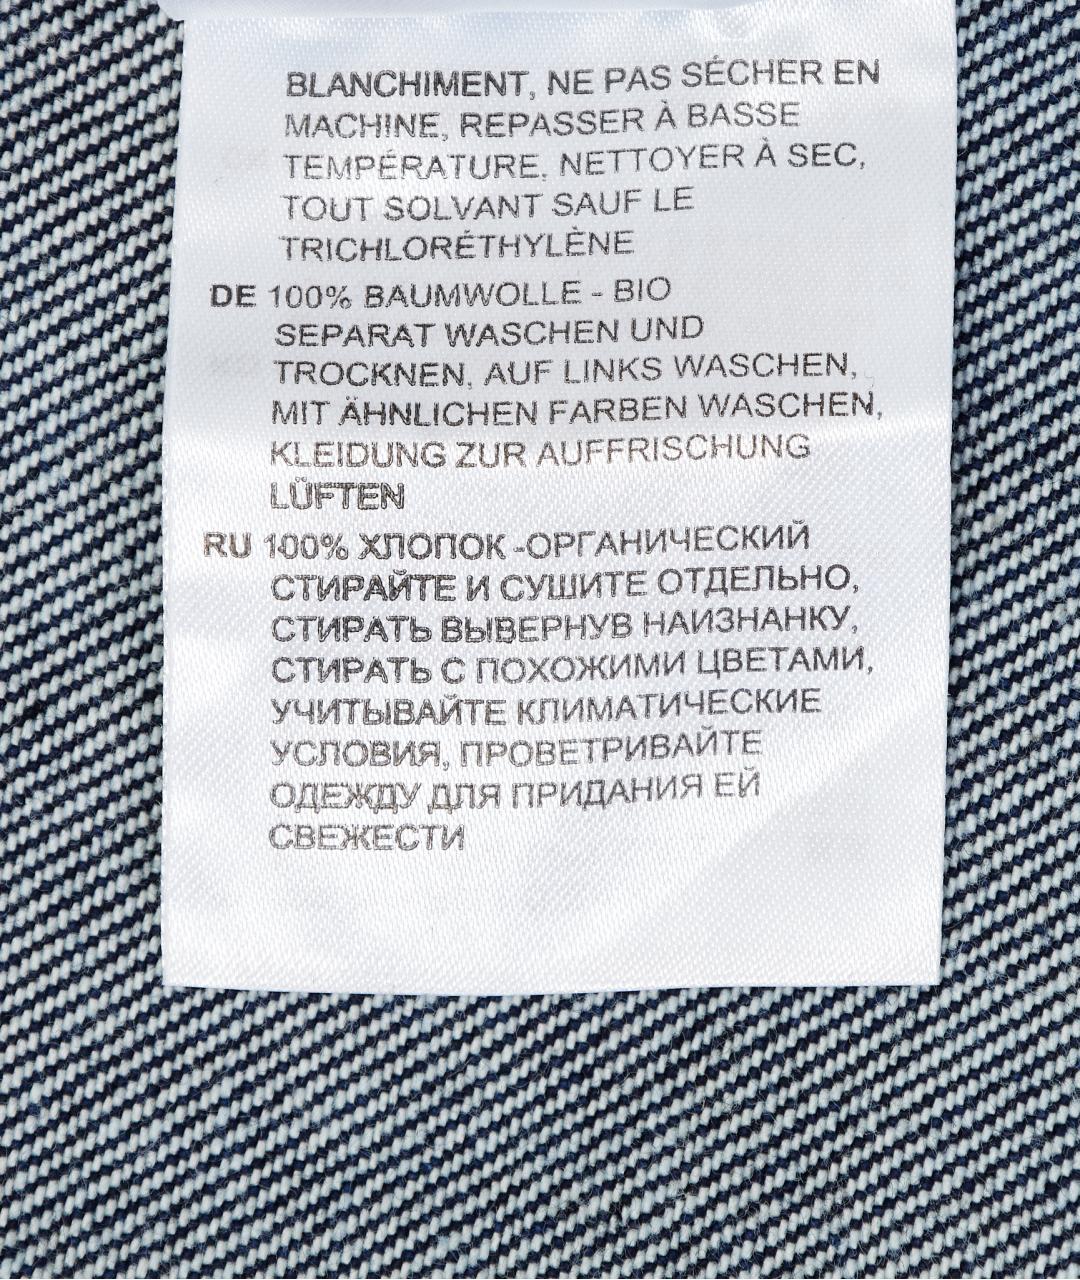 BLANCHIMENT, NE PAS SÉCHER EN
MACHINE, REPASSER À BASSE
TEMPÉRATURE, NETTOYER À SEC,
TOUT SOLVANT SAUF LE
TRICHLORÉTHYLÈNE
DE 100% BAUMWOLLE - BIO
SEPARAT WASCHEN UND
TROCKNEN, AUF LINKS WASCHEN,
MIT ÄHNLICHEN FARBEN WASCHEN,
KLEIDUNG ZUR AUFFRISCHUNG
LÜFTEN
RU 100% ХЛОПОК -ОРГАНИЧЕСКИЙ
СТИРАЙТЕ И СУШИТЕ ОТДЕЛЬНО,
СТИРАТЬ ВЫВЕРНУВ НАИЗНАНКУ,
СТИРАТЬ С ПОХОЖИМИ ЦВЕТАМИ,
УЧИТЫВАЙТЕ КЛИМАТИЧЕСКИЕ
УСЛОВИЯ, ПРОВЕТРИВАЙТЕ
ОДЕЖДУ ДЛЯ ПРИДАНИЯ ЕЙ
СВЕЖЕСТИ